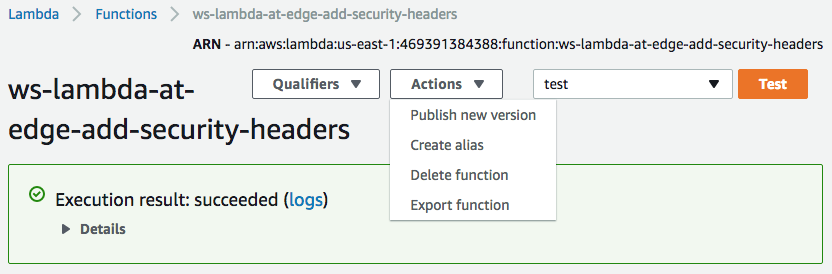 Lambda > Functions > ws-lambda-at-edge-add-security-headers
ARN - arn:aws:lambda:us-east-1:469391384388:function:ws-lambda-at-edge-add-security-headers
ws-lambda-at-
edge-add-security-headers
Qualifiers
Actions
test
Test
Publish new version
Create alias
Delete function
Export function
Execution result: succeeded (logs)
Details